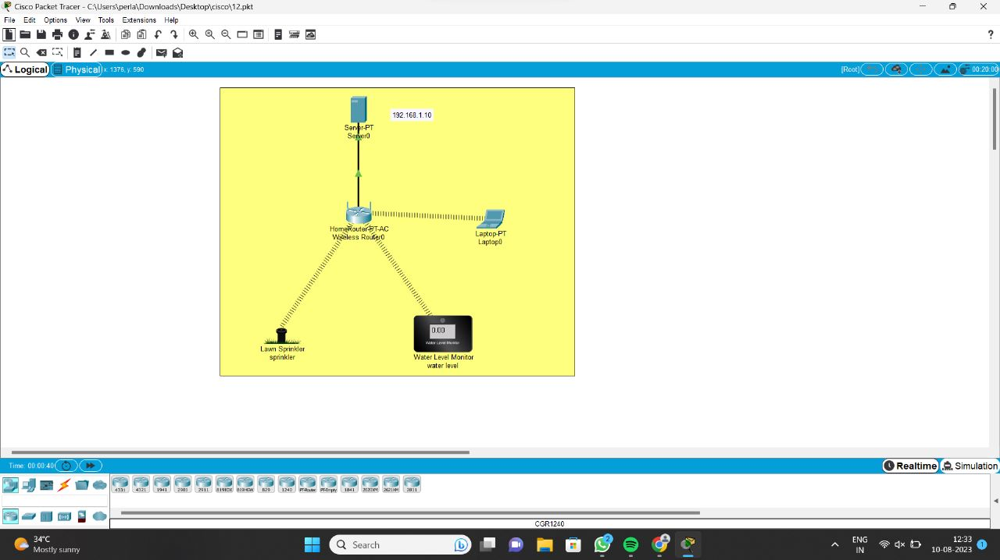 Cisco Packet Tracer - C:\Users\perla\Downloads\Desktop\cisco\12.pkt
File Edit Options View Tools Extensions Help
?
Logical Physical x: 1376, y: 590 [Root] 00:20:00
192.168.1.10
Server-PT
Server0
HomeRouter-PT-AC
Wireless Router0
Laptop-PT
Laptop0
0.00
Water Level Monitor
Lawn Sprinkler
sprinkler
Water Level Monitor
water level
Time: 00:00:40 Realtime Simulation
4331 4321 1941 2901 2911 819IOX 819HGW 829 1240 PT-Router PT-Empty 1841 2620XM 2621XM 2811
CGR1240
34°C
Mostly sunny
Search
2
ENG
IN
12:33
10-08-2023
1